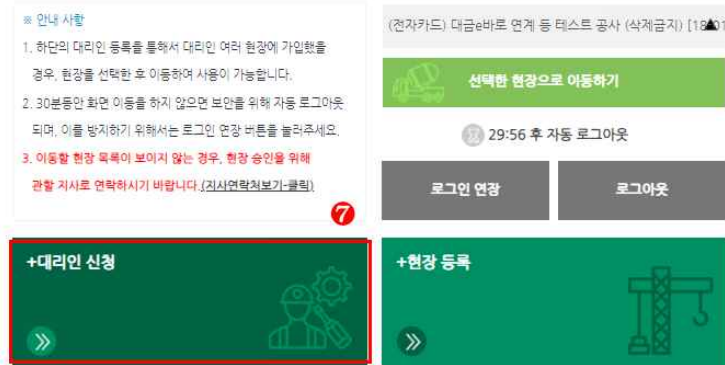 ※ 안내 사항
1. 하단의 대리인 등록을 통해서 대리인 여러 현장에 가입했을
경우, 현장을 선택한 후 이동하여 사용이 가능합니다.
2. 30분동안 화면 이동을 하지 않으면 보안을 위해 자동 로그아웃
되며, 이를 방지하기 위해서는 로그인 연장 버튼을 눌러주세요.
3. 이동할 현장 목록이 보이지 않는 경우, 현장 승인을 위해
관할 지사로 연락하시기 바랍니다.(지사연락처보기-클릭)
7
(전자카드) 대금e바로 연계 등 테스트 공사 (삭제금지)
선택한 현장으로 이동하기
29:56 후 자동 로그아웃
로그인 연장
로그아웃
+대리인 신청
+현장 등록